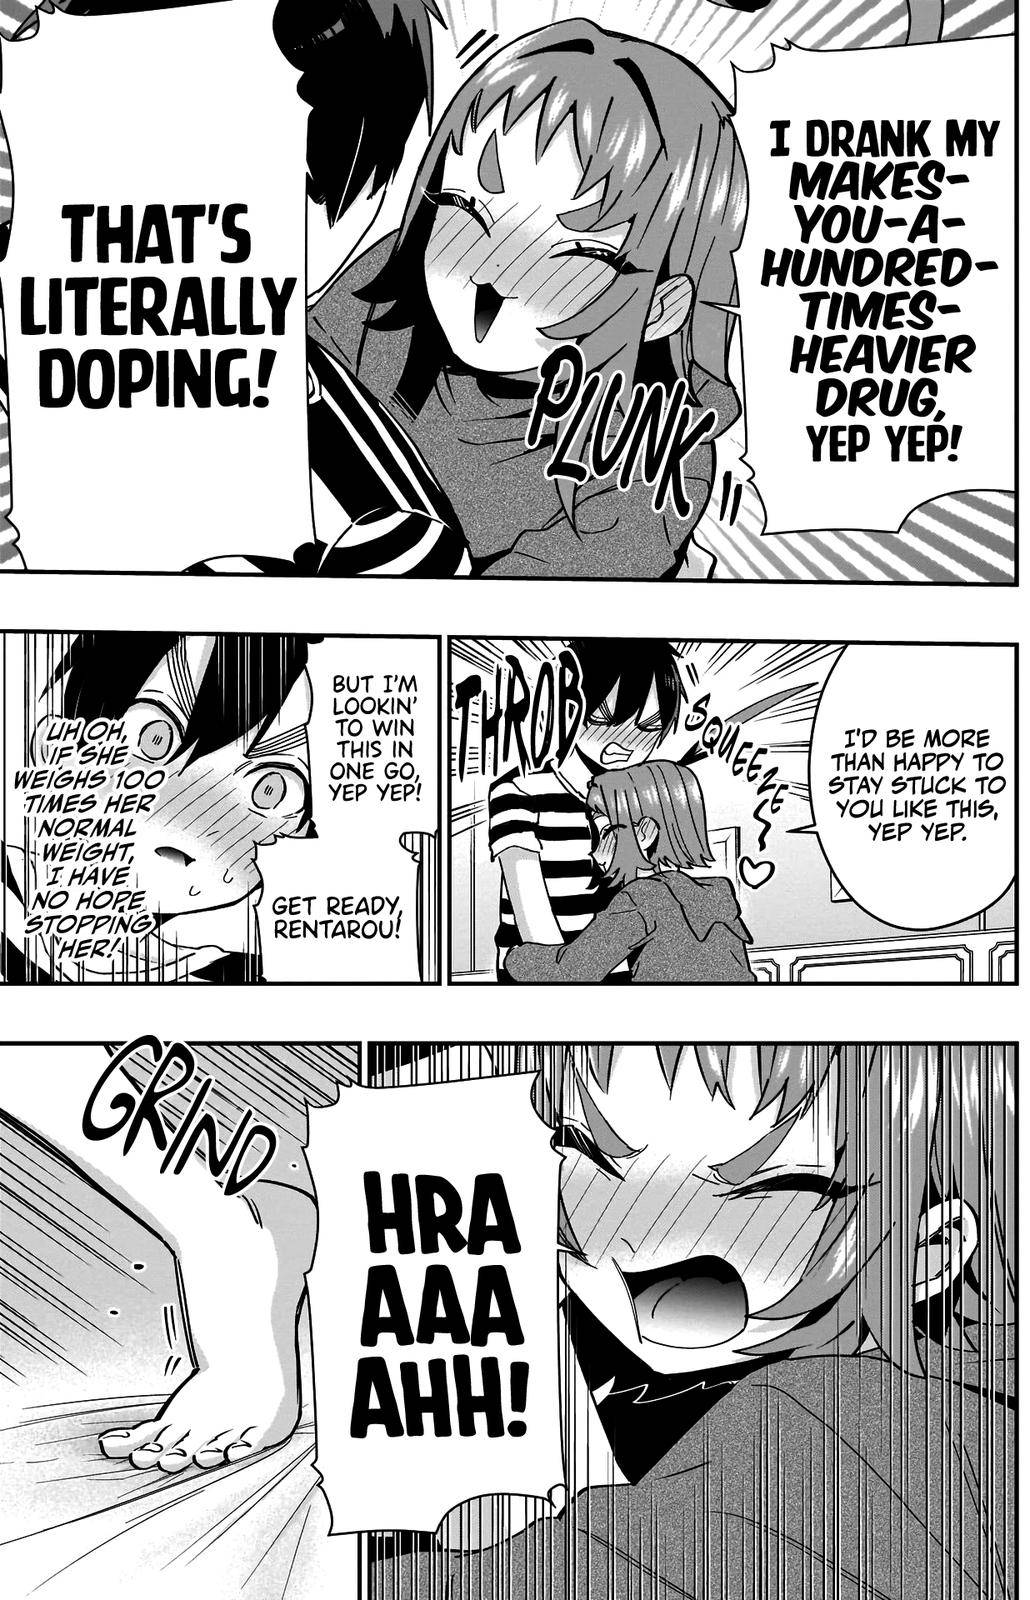 I DRANK MY
MAKES-
YOU-A-
HUNDRED-
TIMES-
HEAVIER
DRUG,
YEP YEP!
PLUNK
THAT'S
LITERALLY
DOPING!
I'D BE MORE
THAN HAPPY TO
STAY STUCK TO
YOU LIKE THIS,
YEP YEP.
SQUEEZE
THROB
BUT I'M
LOOKIN'
TO WIN
THIS IN
ONE GO,
YEP YEP!
GET READY,
RENTAROU!
UH OH,
IF SHE
WEIGHS 100
TIMES HER
NORMAL
WEIGHT,
I HAVE
NO HOPE
STOPPING
HER!
HRA
AAA
AHH!
GRIND